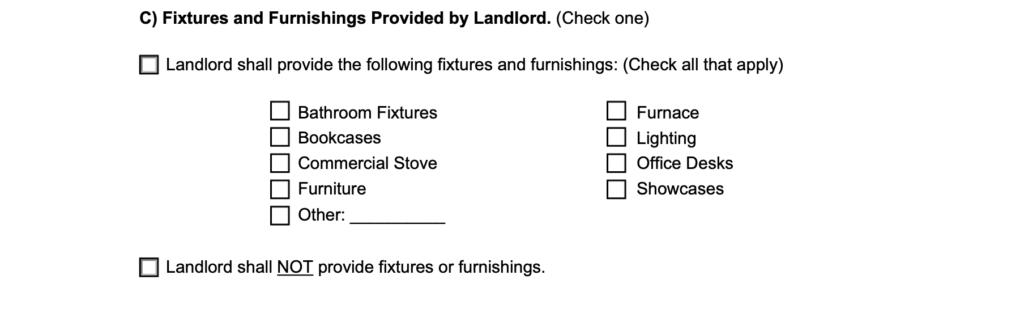 C) Fixtures and Furnishings Provided by Landlord. (Check one)
Landlord shall provide the following fixtures and furnishings: (Check all that apply)
Bathroom Fixtures
Bookcases
Commercial Stove
Furniture
Other: ___________
Furnace
Lighting
Office Desks
Showcases
Landlord shall NOT provide fixtures or furnishings.